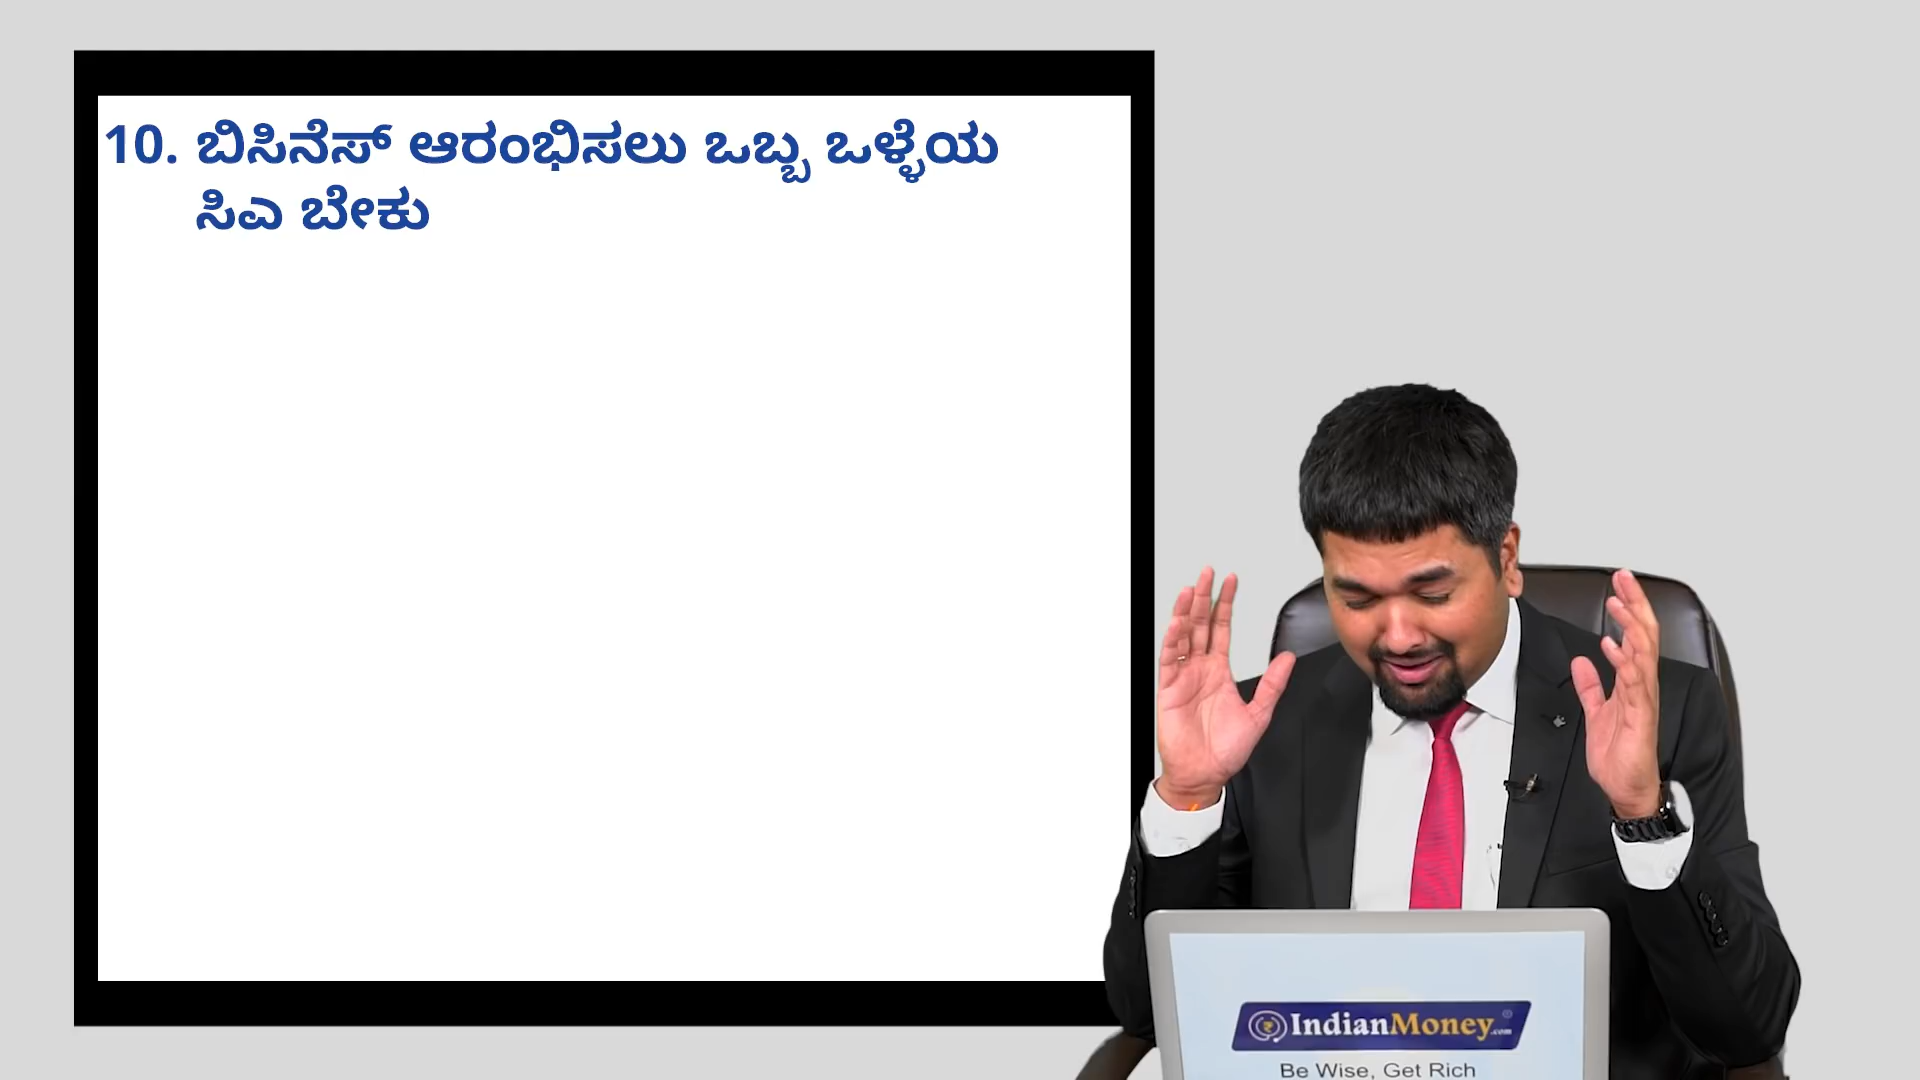 10. ಬಿಸಿನೆಸ್ ಆರಂಭಿಸಲು ಒಬ್ಬ ಒಳ್ಳೆಯ
ಸಿಎ ಬೇಕು
IndianMoney.com
Be Wise, Get Rich